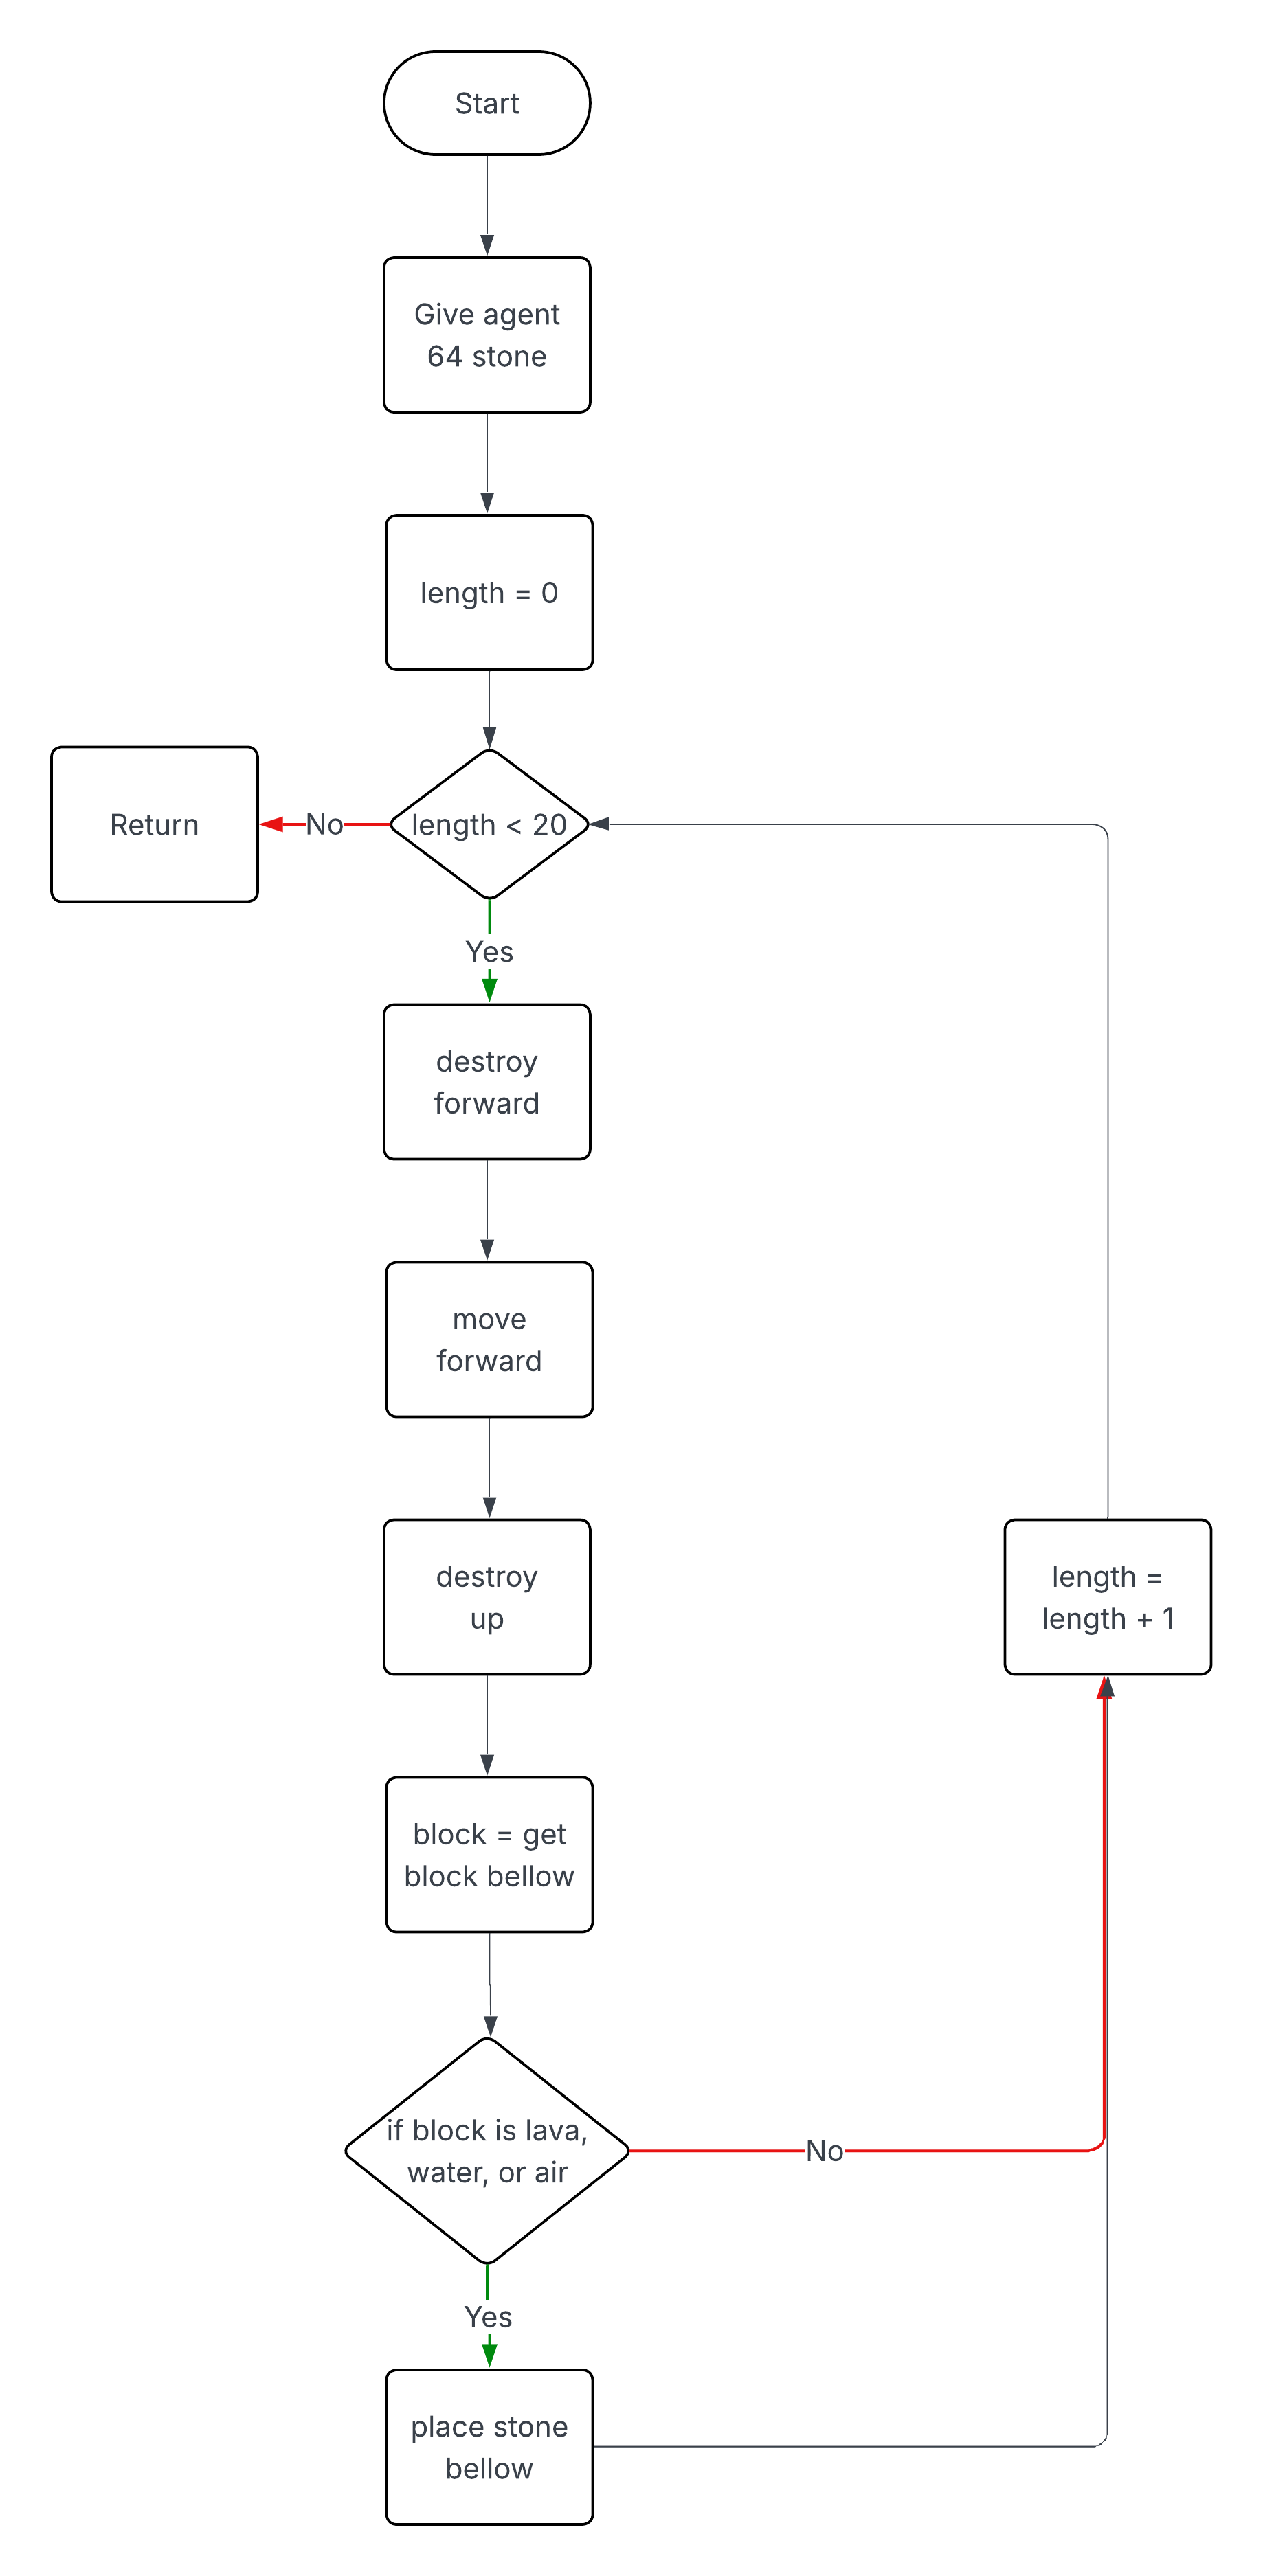 Start
Give agent
64 stone
length = 0
Return
No
length < 20
Yes
destroy
forward
move
forward
destroy
up
length =
length + 1
block = get
block bellow
if block is lava,
water, or air
No
Yes
place stone
bellow